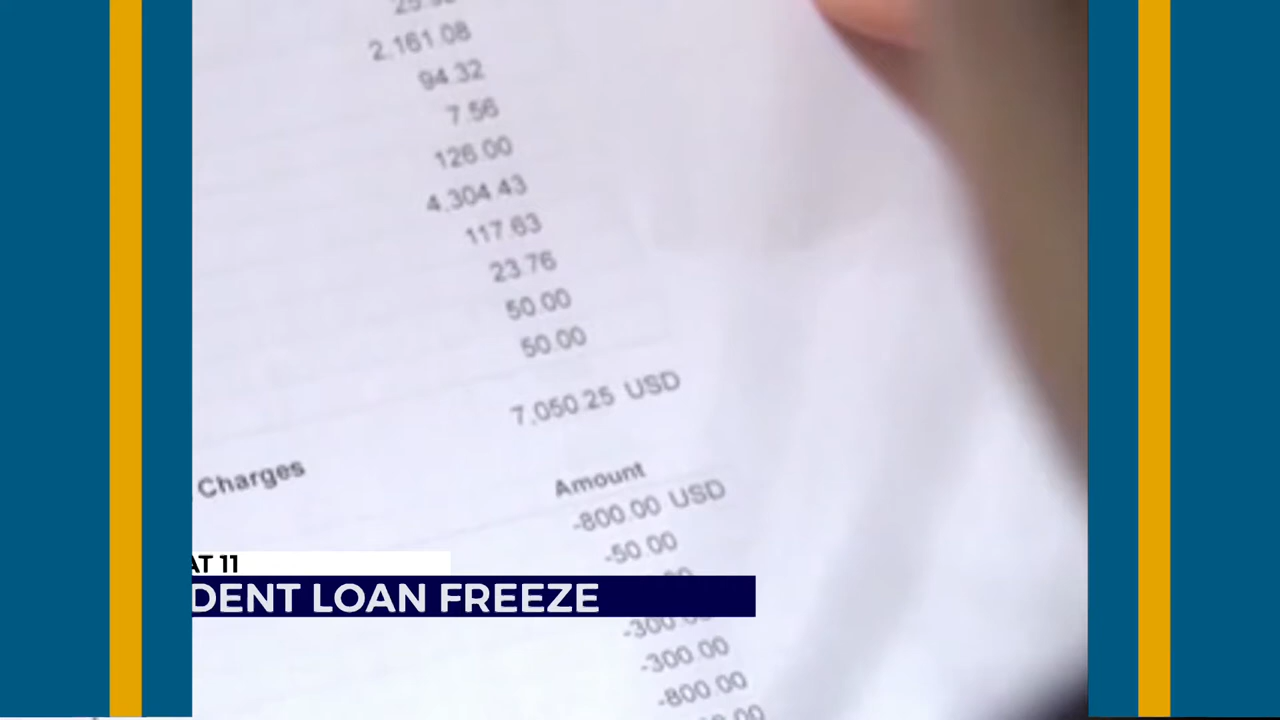 2,161.08
94.32
7.56
126.00
4,304.43
117.63
23.76
50.00
50.00
7,050.25 USD
Charges Amount
-800.00 USD
-50.00
AT 11
DENT LOAN FREEZE
-300.00
-800.00